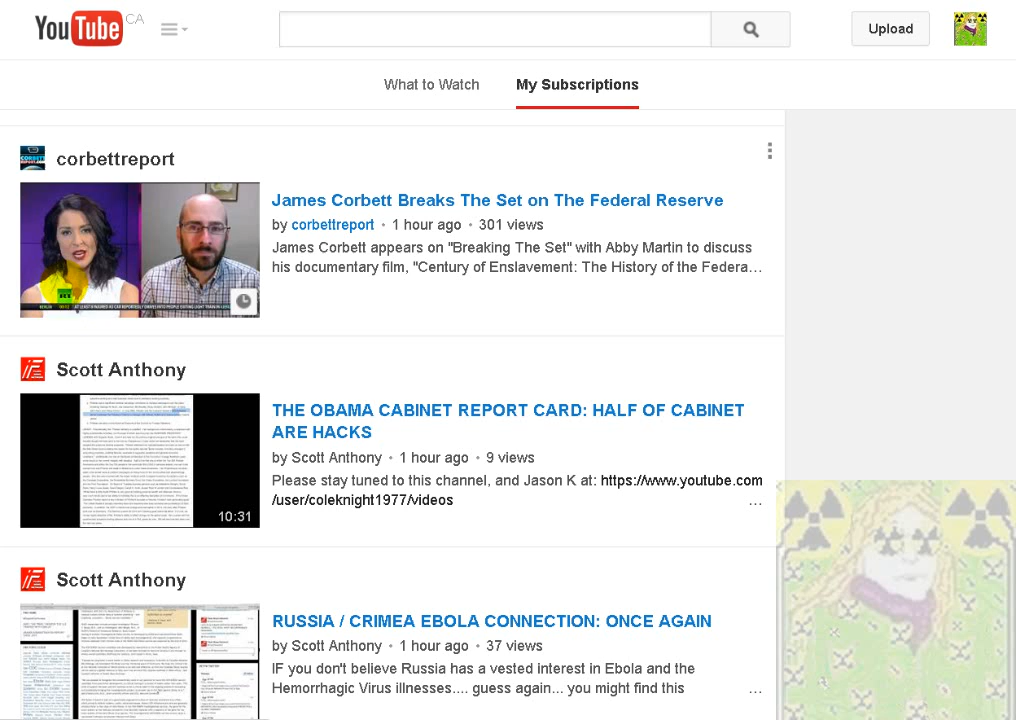 YouTube CA
Upload
What to Watch My Subscriptions
corbettreport
CORBETT
REPORT.COM
James Corbett Breaks The Set on The Federal Reserve
by corbettreport • 1 hour ago • 301 views
James Corbett appears on "Breaking The Set" with Abby Martin to discuss
his documentary film, "Century of Enslavement: The History of the Federa…
RT
BERLIN
Scott Anthony
THE OBAMA CABINET REPORT CARD: HALF OF CABINET
ARE HACKS
by Scott Anthony • 1 hour ago • 9 views
Please stay tuned to this channel, and Jason K at: https://www.youtube.com
/user/coleknight1977/videos
...
10:31
Scott Anthony
RUSSIA / CRIMEA EBOLA CONNECTION: ONCE AGAIN
by Scott Anthony • 1 hour ago • 37 views
IF you don't believe Russia has a vested interest in Ebola and the
Hemorrhagic Virus illnesses.... guess again... you might find this
...